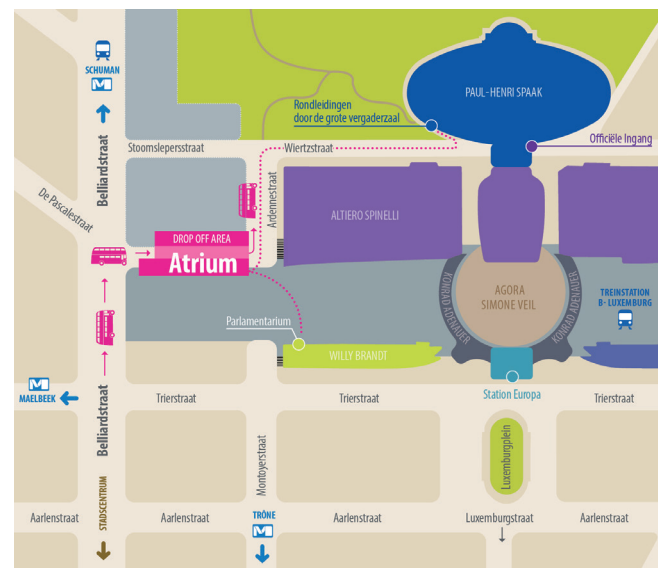 SCHUMAN
M
PAUL-HENRI SPAAK
Rondleidingen
door de grote vergaderzaal
Officiële Ingang
Belliardstraat
Stoomslepersstraat
Wiertzstraat
De Pascalestraat
Ardennestraat
ALTIERO SPINELLI
DROP OFF AREA
Atrium
KONRAD ADENAUER
AGORA
SIMONE VEIL
KONRAD ADENAUER
TREINSTATION
B- LUXEMBURG
Parlamentarium
WILLY BRANDT
M
MAELBEEK
Belliardstraat
Trierstraat
Trierstraat
Station Europa
Trierstraat
Montoyerstraat
Luxemburgplein
STADSCENTRUM
Aarlenstraat
Aarlenstraat
TRÔNE
M
Aarlenstraat
Luxemburgstraat
Aarlenstraat